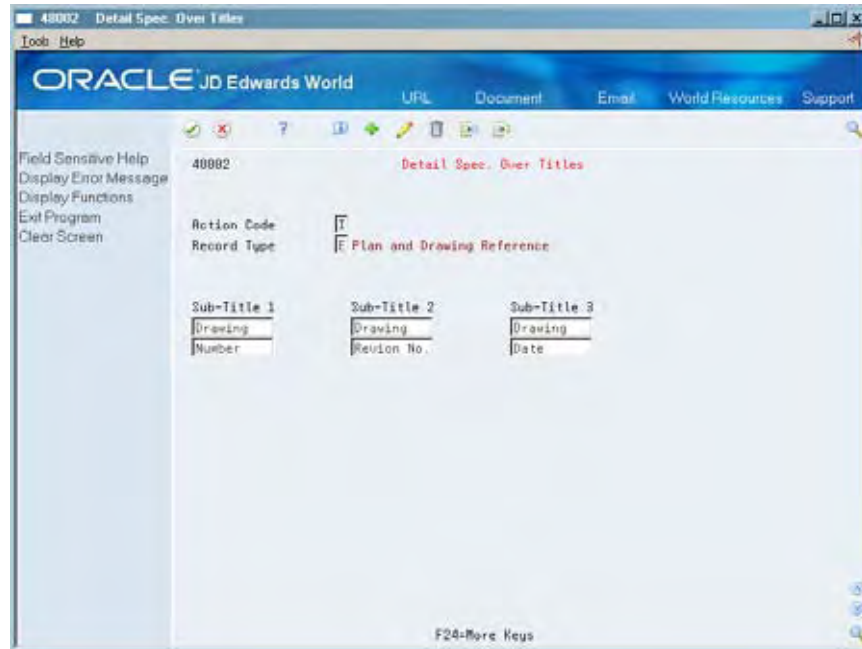 48002 Detail Spec. Over Titles
Tools Help
ORACLE JD Edwards World
URL Document Email World Resources Support
Field Sensitive Help
Display Error Message
Display Functions
Exit Program
Clear Screen
48002 Detail Spec. Over Titles
Action Code I
Record Type E Plan and Drawing Reference
Sub-Title 1 Sub-Title 2 Sub-Title 3
Drawing Drawing Drawing
Number Revion No. Date
F24=More Keys